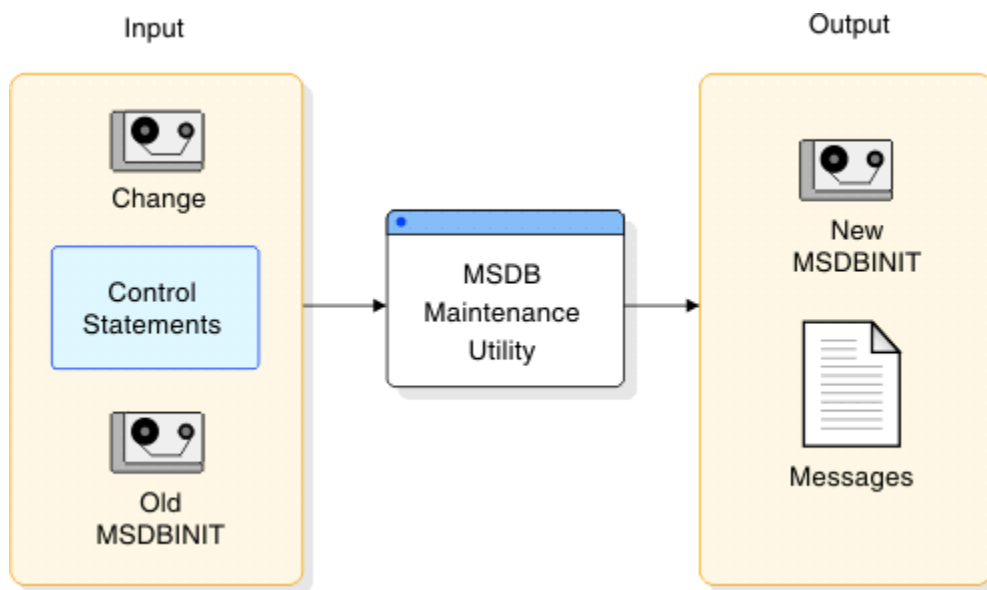 Input
Output
Change
Control
Statements
Old
MSDBINIT
MSDB
Maintenance
Utility
New
MSDBINIT
Messages